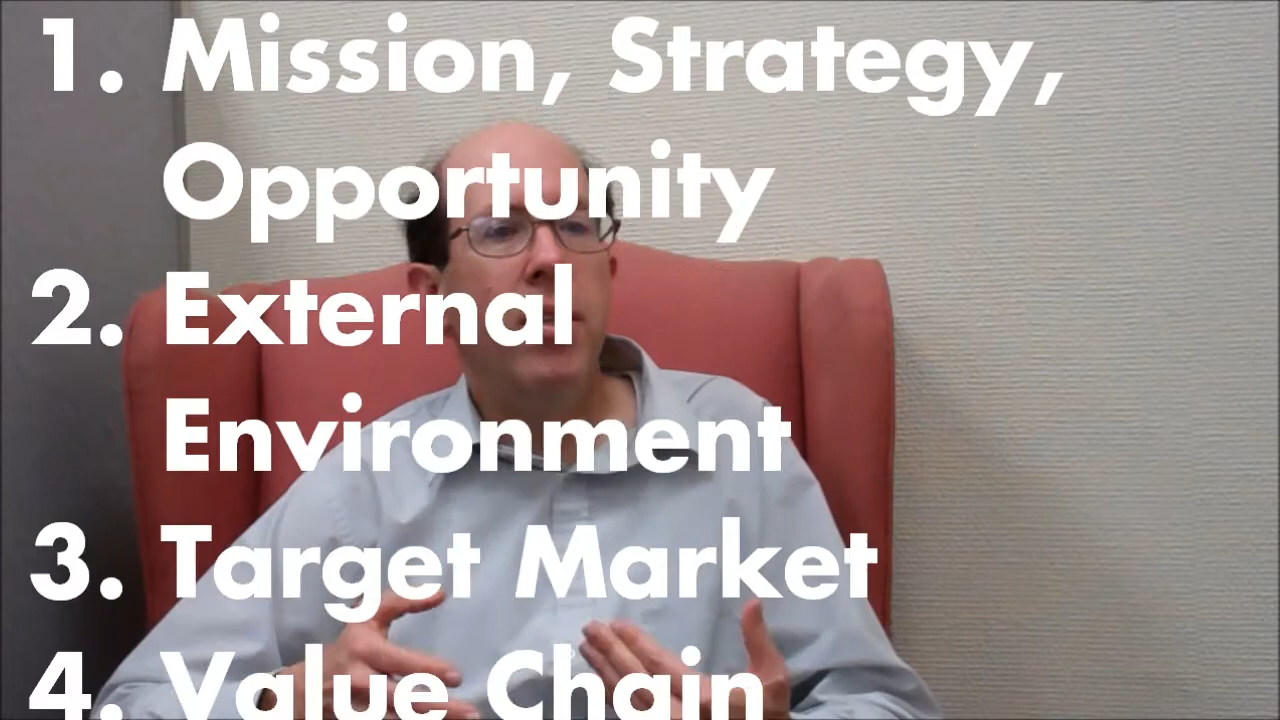 1. Mission, Strategy,
Opportunity
2. External
Environment
3. Target Market
4. Value Chain